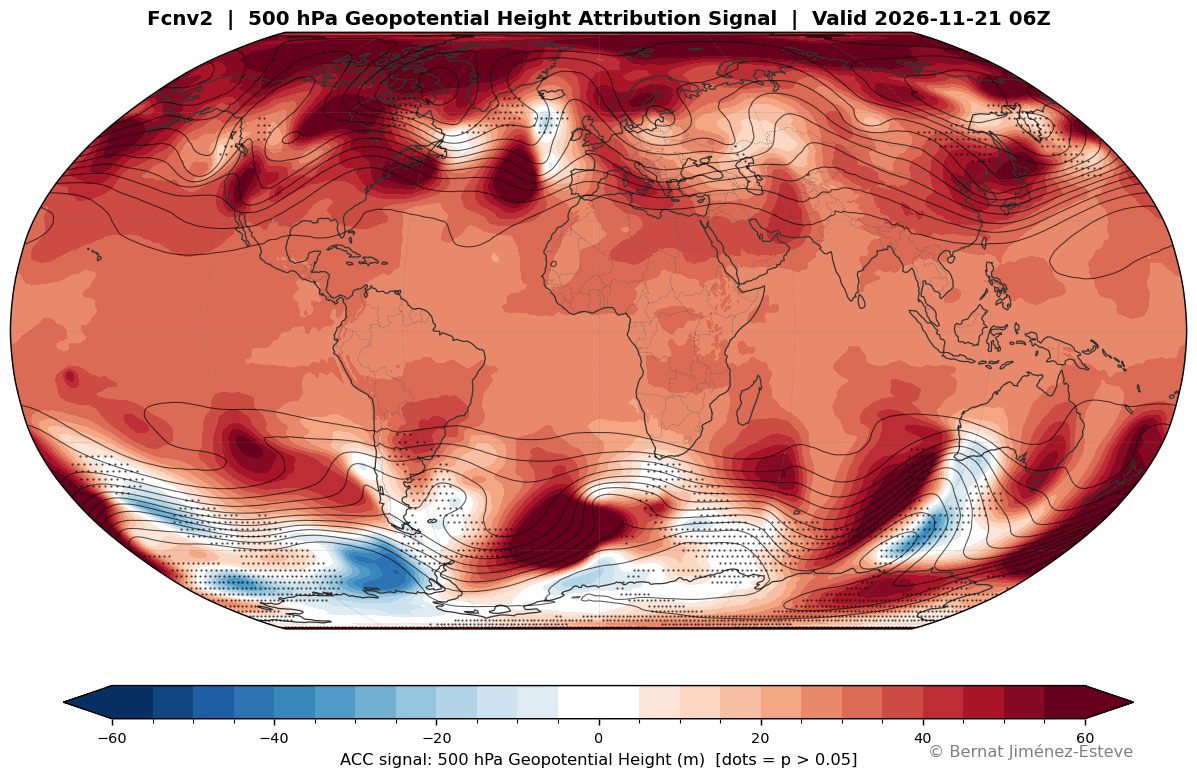 Fcnv2 | 500 hPa Geopotential Height Attribution Signal | Valid 2026-11-21 06Z
−60 −40 −20 0 20 40 60
ACC signal: 500 hPa Geopotential Height (m) [dots = p > 0.05]
© Bernat Jiménez-Esteve